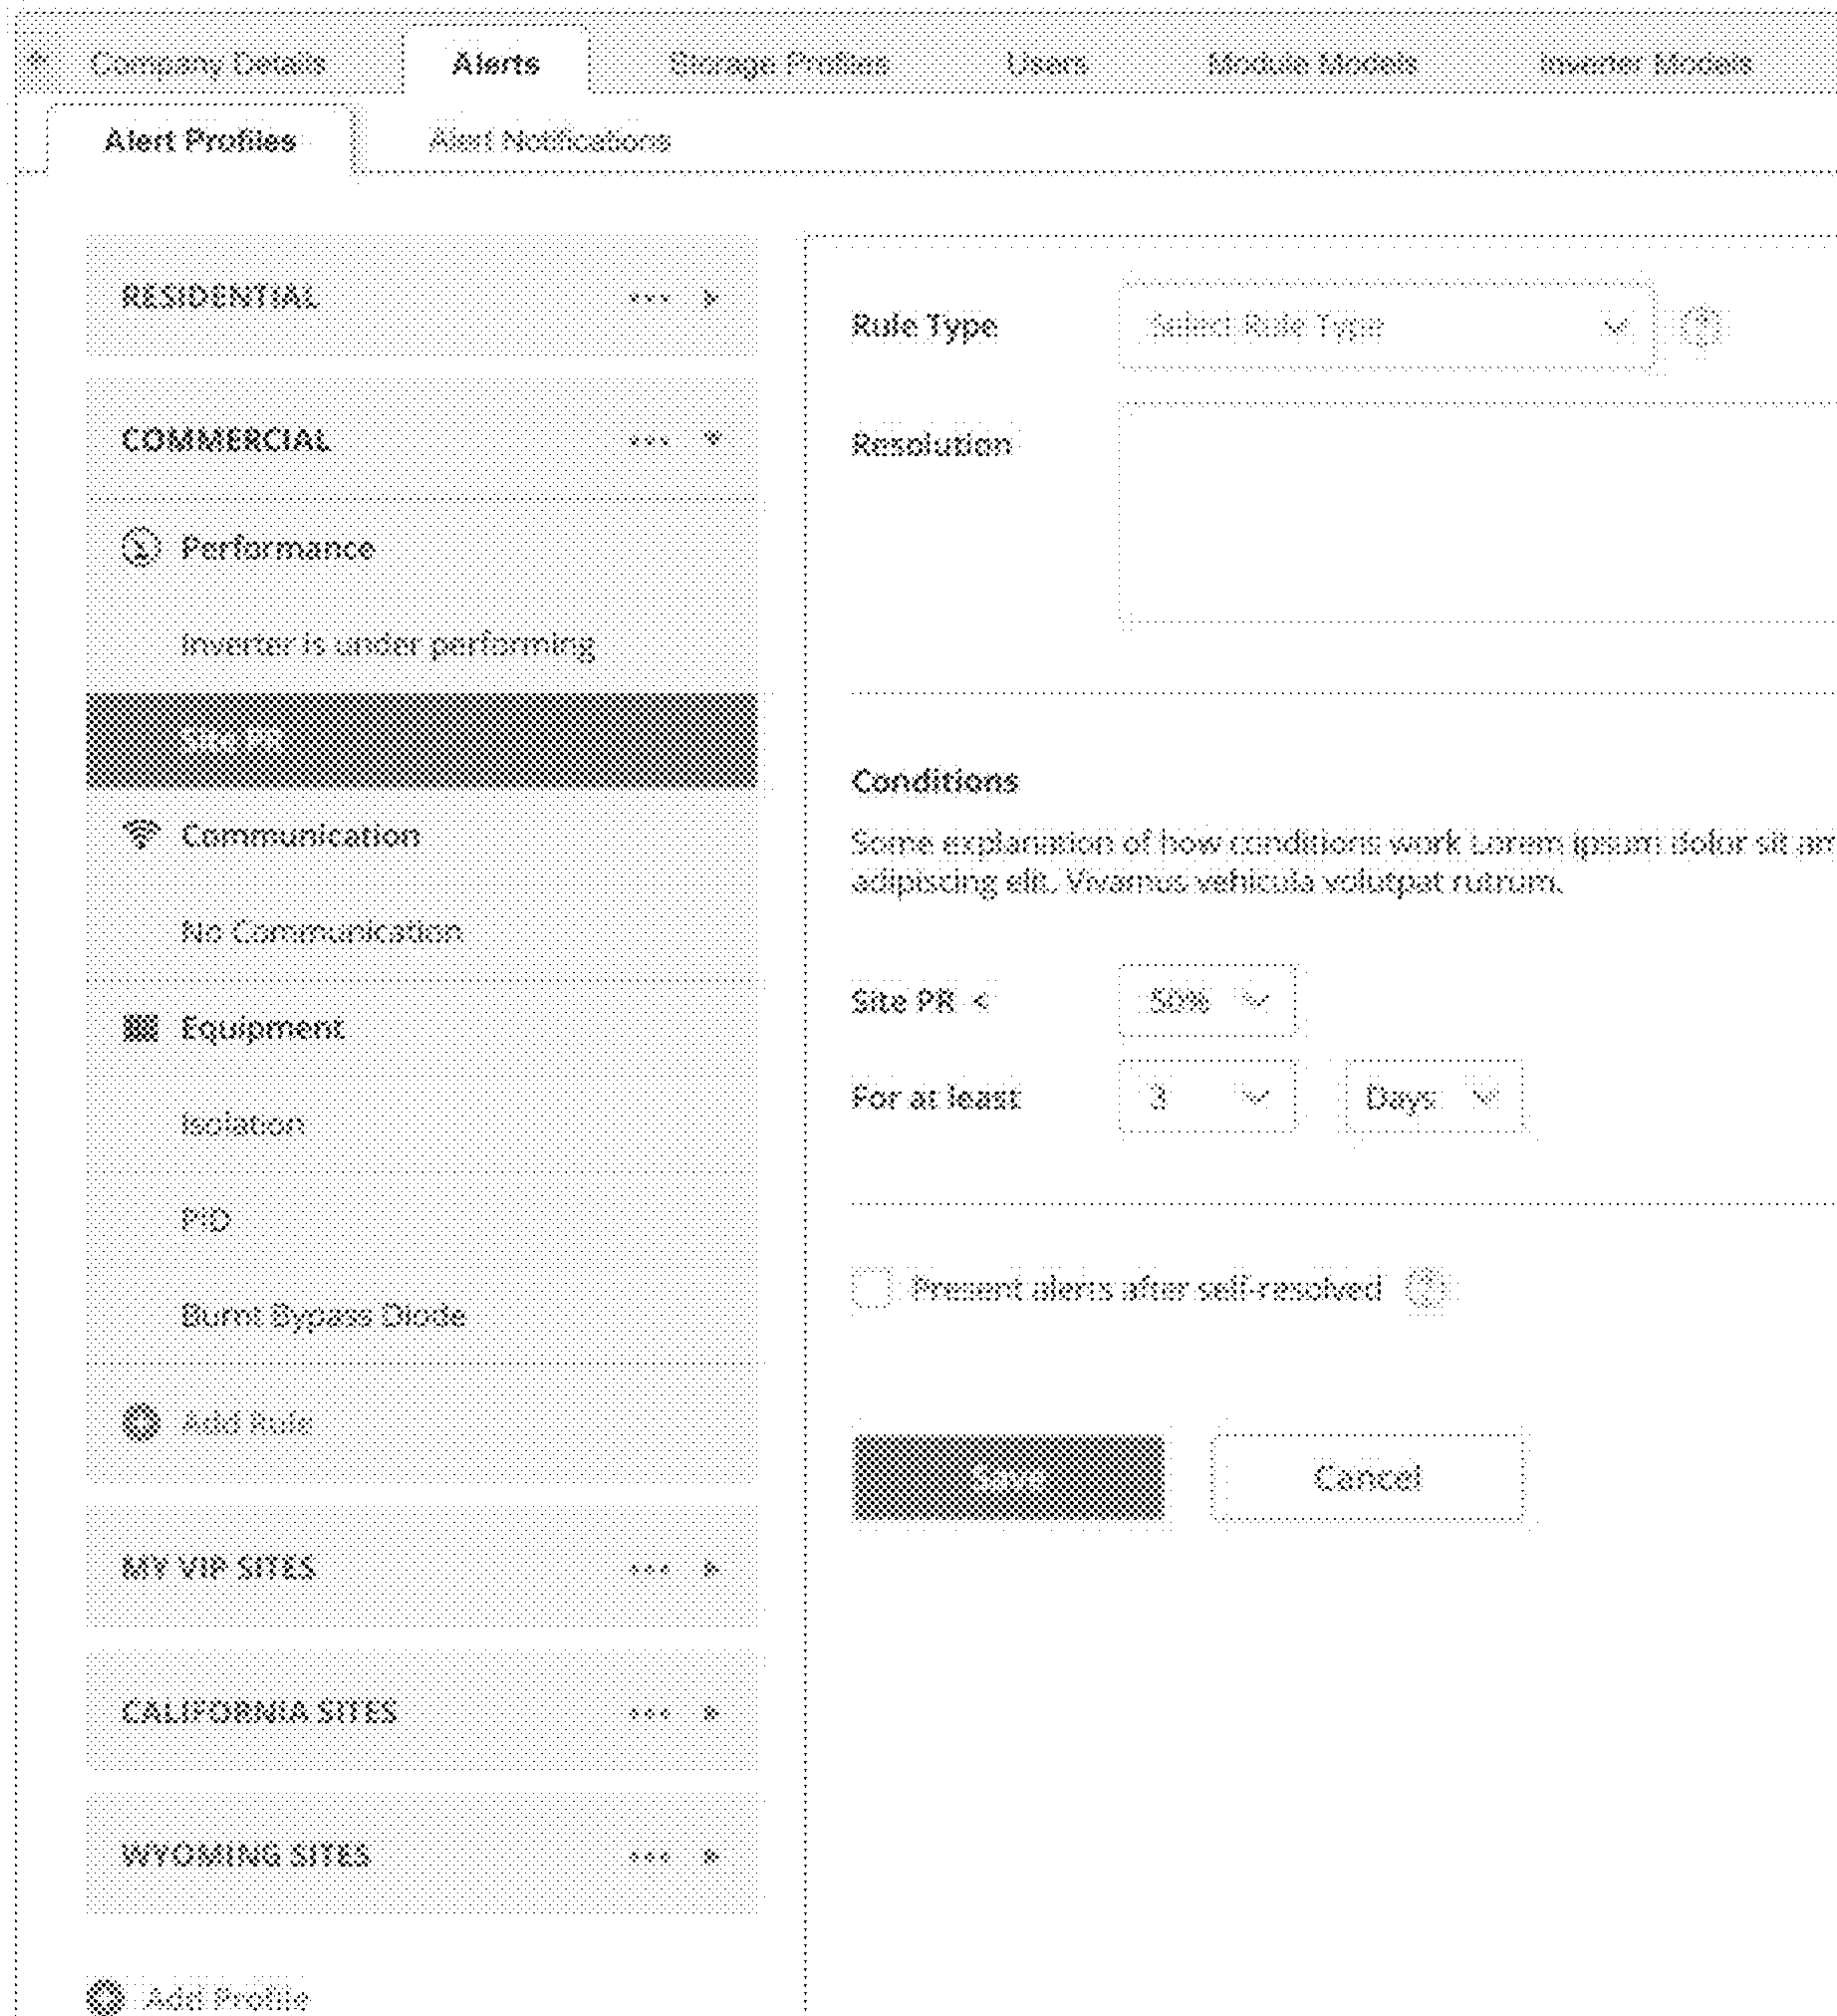 Company Details Alerts Storage Profiles Users Module Models Inverter Models
Alert Profiles Alert Notifications
RESIDENTIAL
COMMERCIAL
Performance
Inverter is under performing
Site PR
Communication
No Communication
Equipment
Isolation
PID
Burnt Bypass Diode
Add Rule
MY VIP SITES
CALIFORNIA SITES
WYOMING SITES
Add Profile
Rule Type Select Rule Type ?
Resolution
Conditions
Some explanation of how conditions work Lorem ipsum dolor sit am
adipiscing elit. Vivamus vehicula volutpat rutrum.
Site PR < 50%
For at least 3 Days
Present alerts after self-resolved ?
Save Cancel